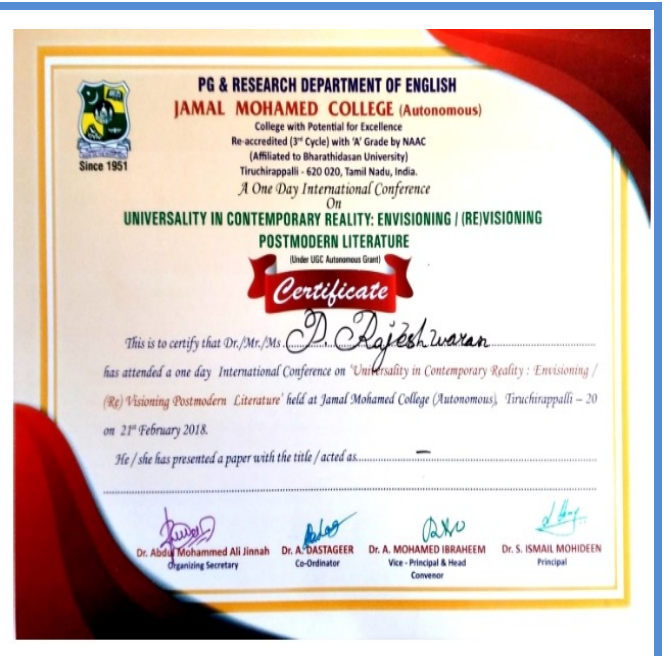 PG & RESEARCH DEPARTMENT OF ENGLISH
JAMAL MOHAMED COLLEGE (Autonomous)
College with Potential for Excellence
Re-accredited (3rd Cycle) with 'A' Grade by NAAC
(Affiliated to Bharathidasan University)
Tiruchirappalli - 620 020, Tamil Nadu, India.
Since 1951
A One Day International Conference
On
UNIVERSALITY IN CONTEMPORARY REALITY: ENVISIONING / (RE)VISIONING
POSTMODERN LITERATURE
(Under UGC Autonomous Grant)
Certificate
This is to certify that Dr./Mr./Ms. D. Rajeshwaran
has attended a one day International Conference on 'Universality in Contemporary Reality : Envisioning /
(Re) Visioning Postmodern Literature' held at Jamal Mohamed College (Autonomous), Tiruchirappalli – 20
on 21st February 2018.
He / she has presented a paper with the title / acted as –
Dr. Abdul Mohammed Ali Jinnah Dr. A. DASTAGEER Dr. A. MOHAMED IBRAHEEM Dr. S. ISMAIL MOHIDEEN
Organizing Secretary Co-Ordinator Vice - Principal & Head Principal
Convenor